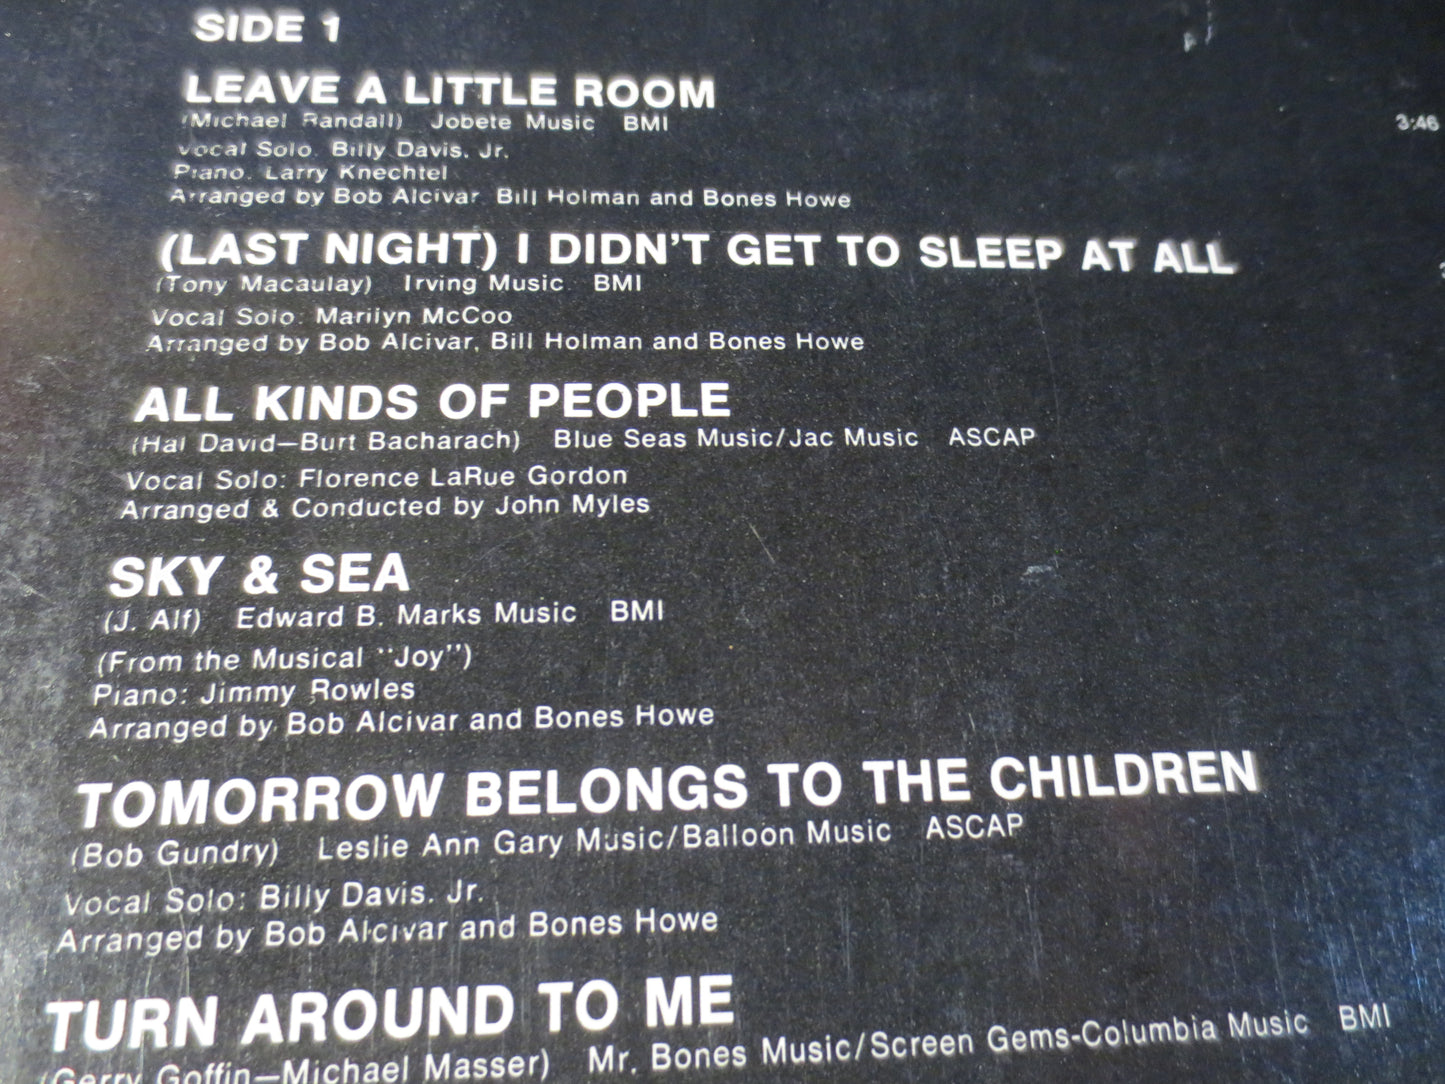 SIDE 1
LEAVE A LITTLE ROOM
(Michael Randall) Jobete Music BMI 3:46
Vocal Solo: Billy Davis, Jr.
Piano: Larry Knechtel
Arranged by Bob Alcivar, Bill Holman and Bones Howe
(LAST NIGHT) I DIDN'T GET TO SLEEP AT ALL
(Tony Macaulay) Irving Music BMI
Vocal Solo: Marilyn McCoo
Arranged by Bob Alcivar, Bill Holman and Bones Howe
ALL KINDS OF PEOPLE
(Hal David—Burt Bacharach) Blue Seas Music/Jac Music ASCAP
Vocal Solo: Florence LaRue Gordon
Arranged & Conducted by John Myles
SKY & SEA
(J. Alf) Edward B. Marks Music BMI
(From the Musical "Joy")
Piano: Jimmy Rowles
Arranged by Bob Alcivar and Bones Howe
TOMORROW BELONGS TO THE CHILDREN
(Bob Gundry) Leslie Ann Gary Music/Balloon Music ASCAP
Vocal Solo: Billy Davis, Jr.
Arranged by Bob Alcivar and Bones Howe
TURN AROUND TO ME
(Gerry Goffin—Michael Masser) Mr. Bones Music/Screen Gems-Columbia Music BMI